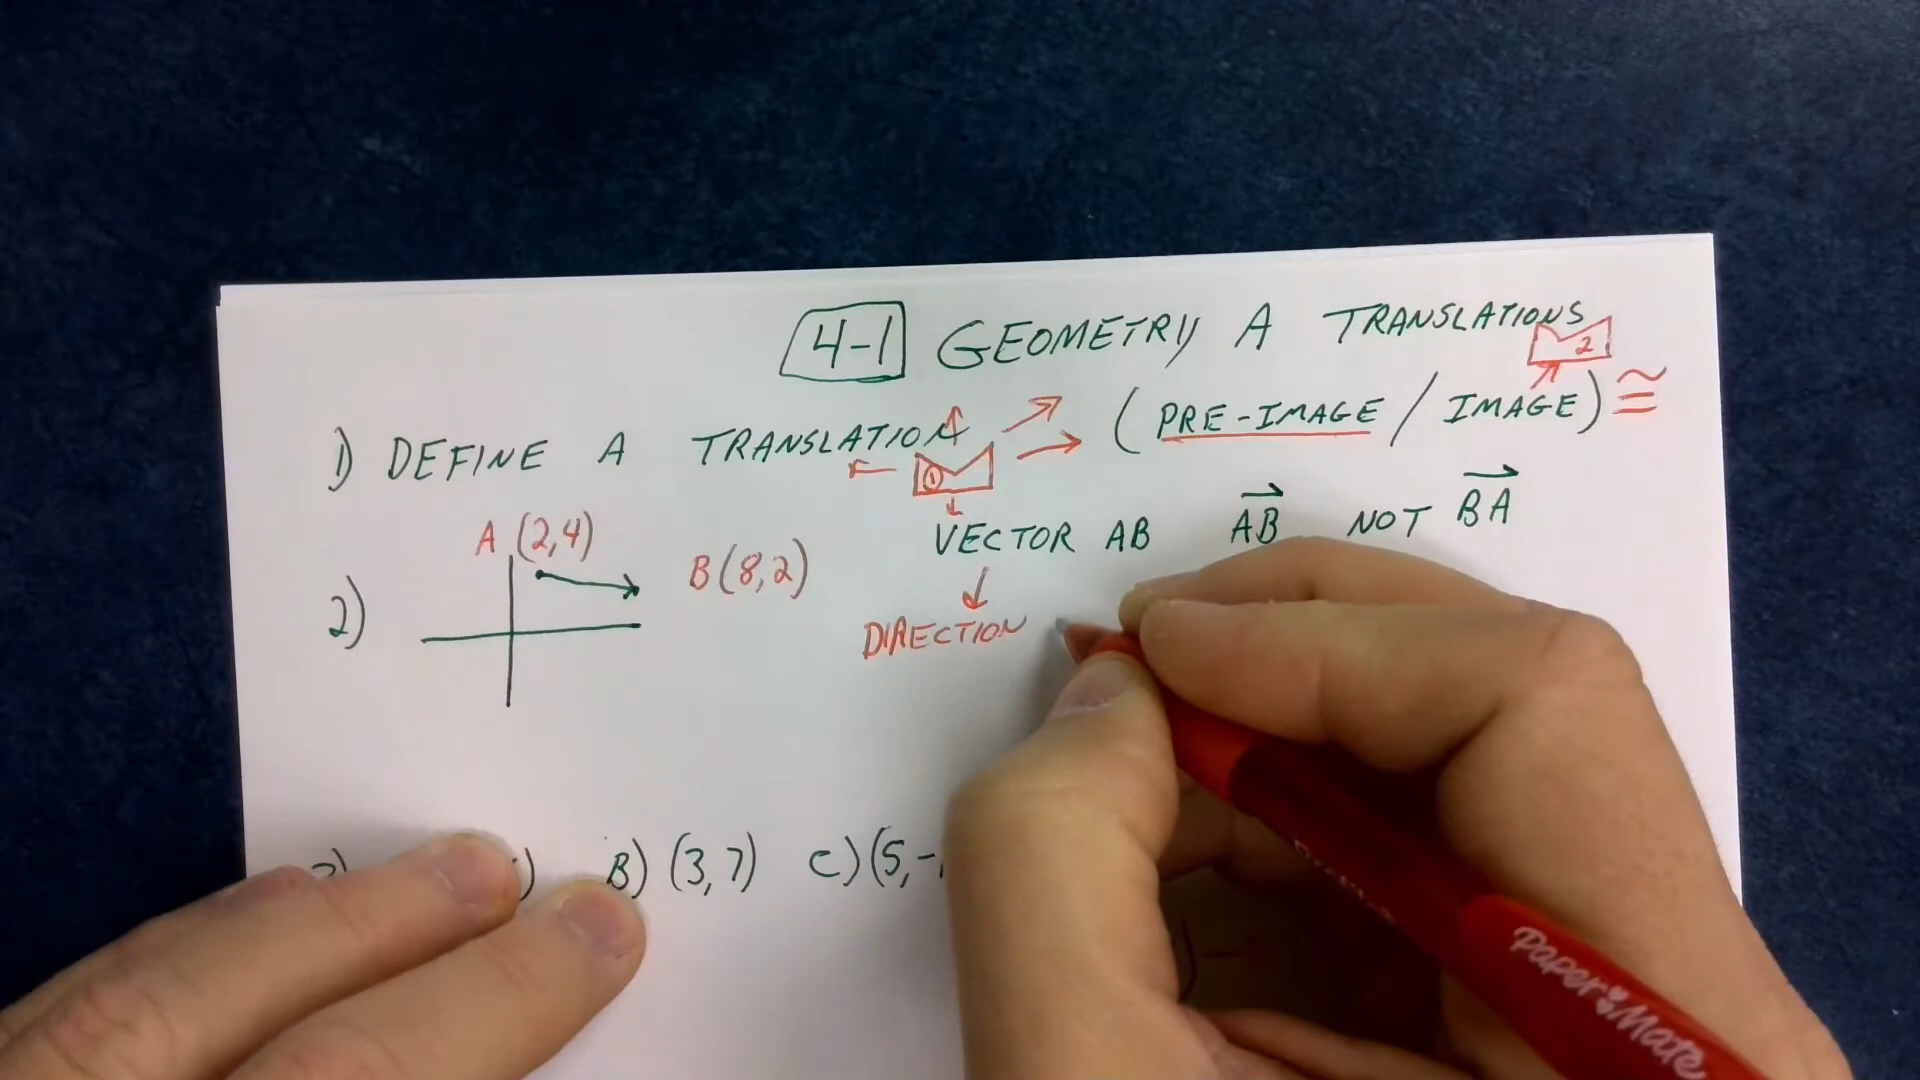 4-1 GEOMETRY A TRANSLATIONS
2
1) DEFINE A TRANSLATION (PRE-IMAGE / IMAGE) ≅
1
A (2,4) B(8,2) VECTOR AB AB NOT BA
2)
DIRECTION
B) (3,7) C) (5,-
Paper Mate